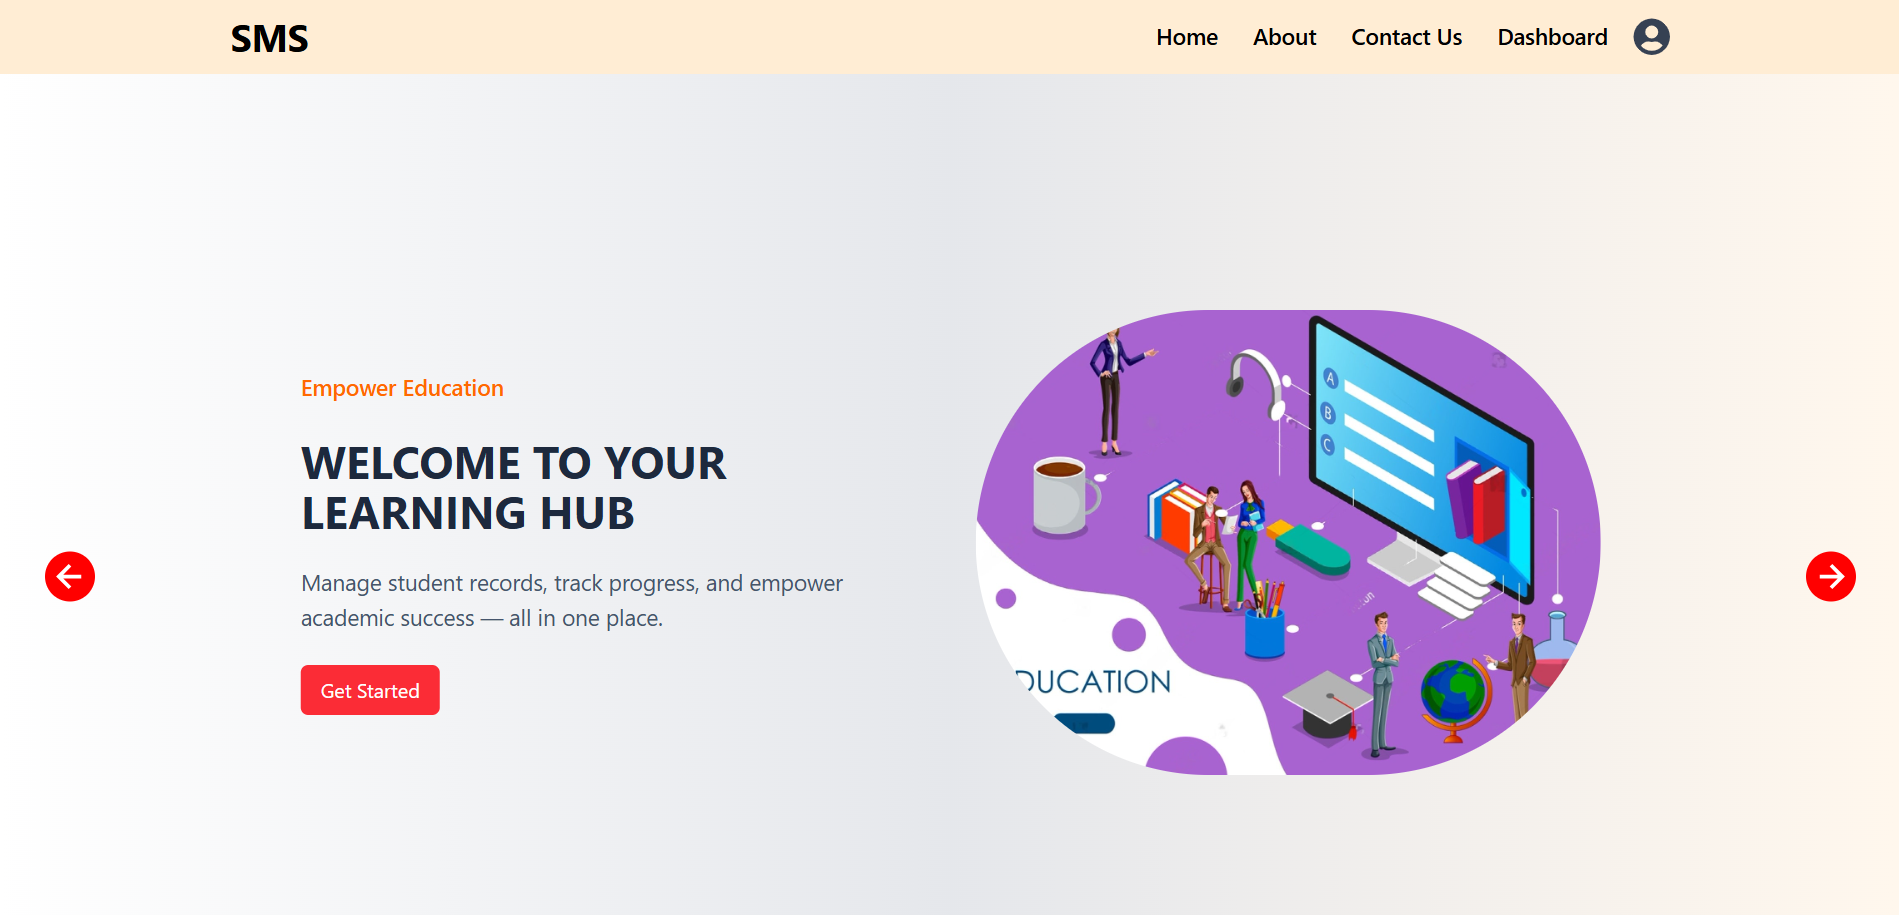 SMS
Home About Contact Us Dashboard
Empower Education
WELCOME TO YOUR
LEARNING HUB
Manage student records, track progress, and empower
academic success — all in one place.
Get Started
A
B
C
DUCATION